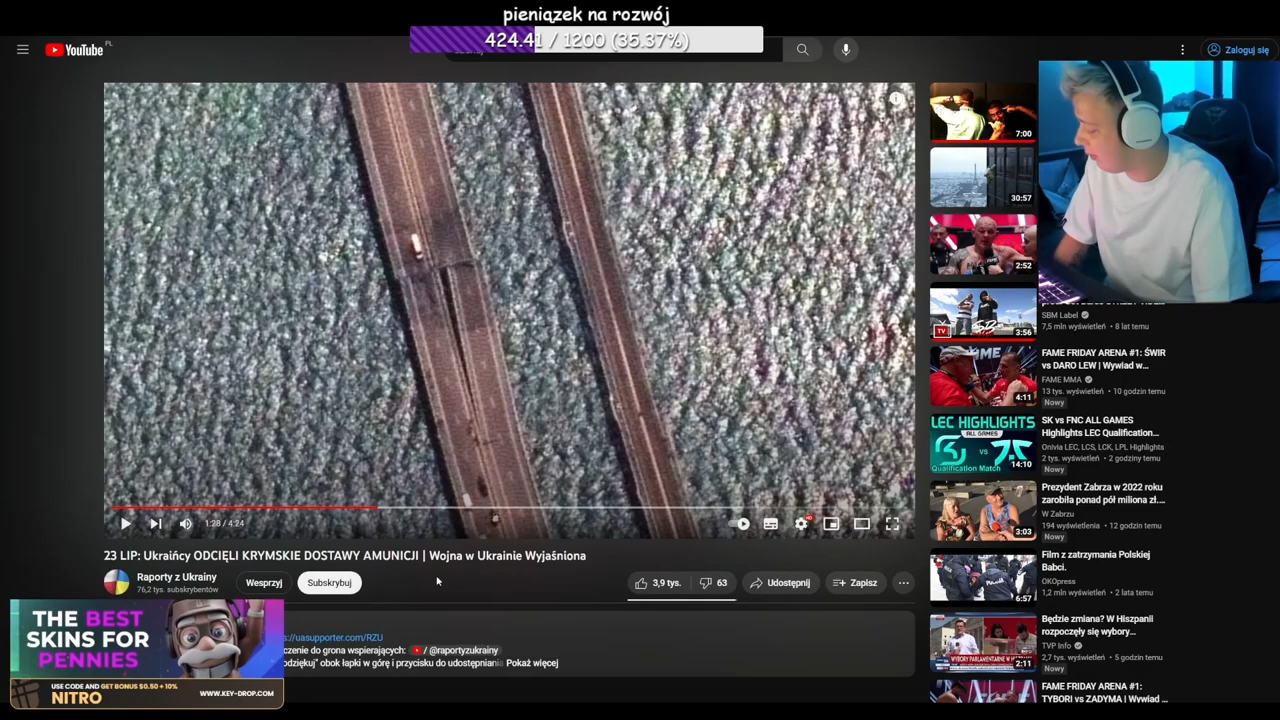 pieniązek na rozwój
424.41 / 1200 (35.37%)
YouTube PL
Zaloguj się
7:00
30:57
2:52
3:56
SBM Label
7,5 mln wyświetleń • 8 lat temu
4:11
FAME FRIDAY ARENA #1: ŚWIR
vs DARO LEW | Wywiad w...
FAME MMA
13 tys. wyświetleń • 10 godzin temu
Nowy
LEC HIGHLIGHTS
ALL GAMES
VS
Qualification Match
14:10
SK vs FNC ALL GAMES
Highlights LEC Qualification...
Onivia LEC, LCS, LCK, LPL Highlights
2 tys. wyświetleń • 2 godziny temu
Nowy
3:03
Prezydent Zabrza w 2022 roku
zarobiła ponad pół miliona zł...
W Zabrzu
194 wyświetlenia • 12 godzin temu
Nowy
6:57
Film z zatrzymania Polskiej
Babci.
OKOpress
1,2 mln wyświetleń • 2 lata temu
WYBORY PARLAMENTARNE W
2:11
Będzie zmiana? W Hiszpanii
rozpoczęły się wybory...
TVP Info
2,7 tys. wyświetleń • 5 godzin temu
Nowy
FAME FRIDAY ARENA #1:
TYBORI vs ZADYMA | Wywiad ...
1:28 / 4:24
23 LIP: Ukraińcy ODCIĘLI KRYMSKIE DOSTAWY AMUNICJI | Wojna w Ukrainie Wyjaśniona
Raporty z Ukrainy
76,2 tys. subskrybentów
Wesprzyj
Subskrybuj
3,9 tys.
63
Udostępnij
Zapisz
s://uasupporter.com/RZU
czenie do grona wspierających: / @raportyzukrainy
odziękuj" obok łapki w górę i przycisku do udostępniania Pokaż więcej
THE BEST
SKINS FOR
PENNIES
USE CODE AND GET BONUS $0.50 + 10%
NITRO
WWW.KEY-DROP.COM